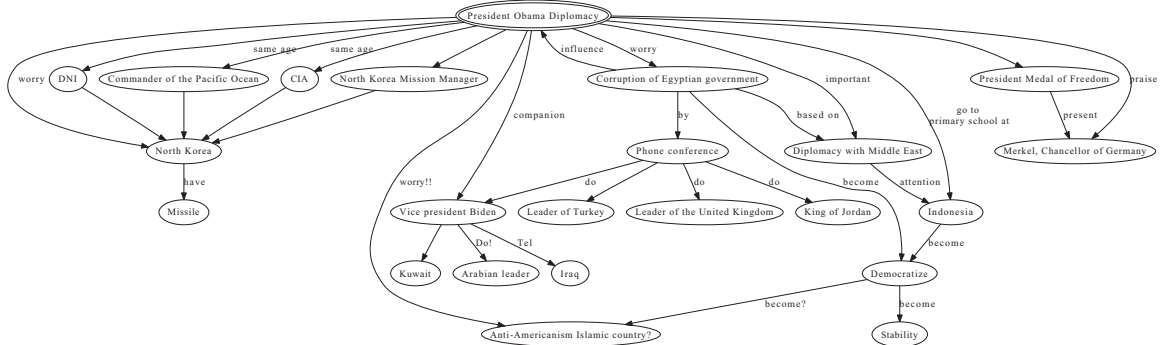 President Obama Diplomacy
same age
same age
influence
worry
worry
DNI
Commander of the Pacific Ocean
CIA
North Korea Mission Manager
Corruption of Egyptian government
important
President Medal of Freedom
praise
companion
by
based on
go to
primary school at
present
North Korea
Phone conference
Diplomacy with Middle East
Merkel, Chancellor of Germany
have
worry!!
do
do
do
become
attention
Missile
Vice president Biden
Leader of Turkey
Leader of the United Kingdom
King of Jordan
Indonesia
Do!
Tel
become
Kuwait
Arabian leader
Iraq
Democratize
become?
become
Anti-Americanism Islamic country?
Stability